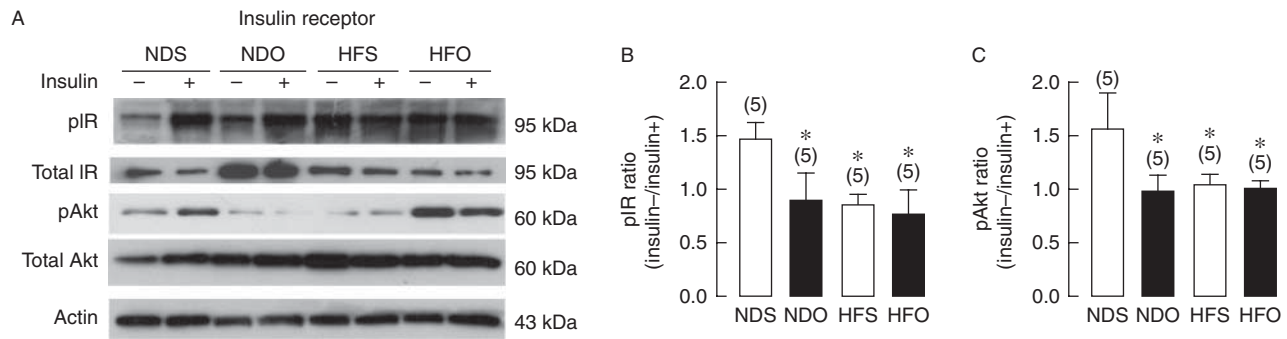 A
Insulin receptor
NDS NDO HFS HFO
Insulin – + – + – + – +
pIR 95 kDa
Total IR 95 kDa
pAkt 60 kDa
Total Akt 60 kDa
Actin 43 kDa
B
pIR ratio
(insulin–/insulin+)
2.0
1.5
1.0
0.5
0.0
(5)
*
(5)
*
(5)
*
(5)
NDS NDO HFS HFO
C
pAkt ratio
(insulin–/insulin+)
2.0
1.5
1.0
0.5
0.0
(5)
*
(5)
*
(5)
*
(5)
NDS NDO HFS HFO